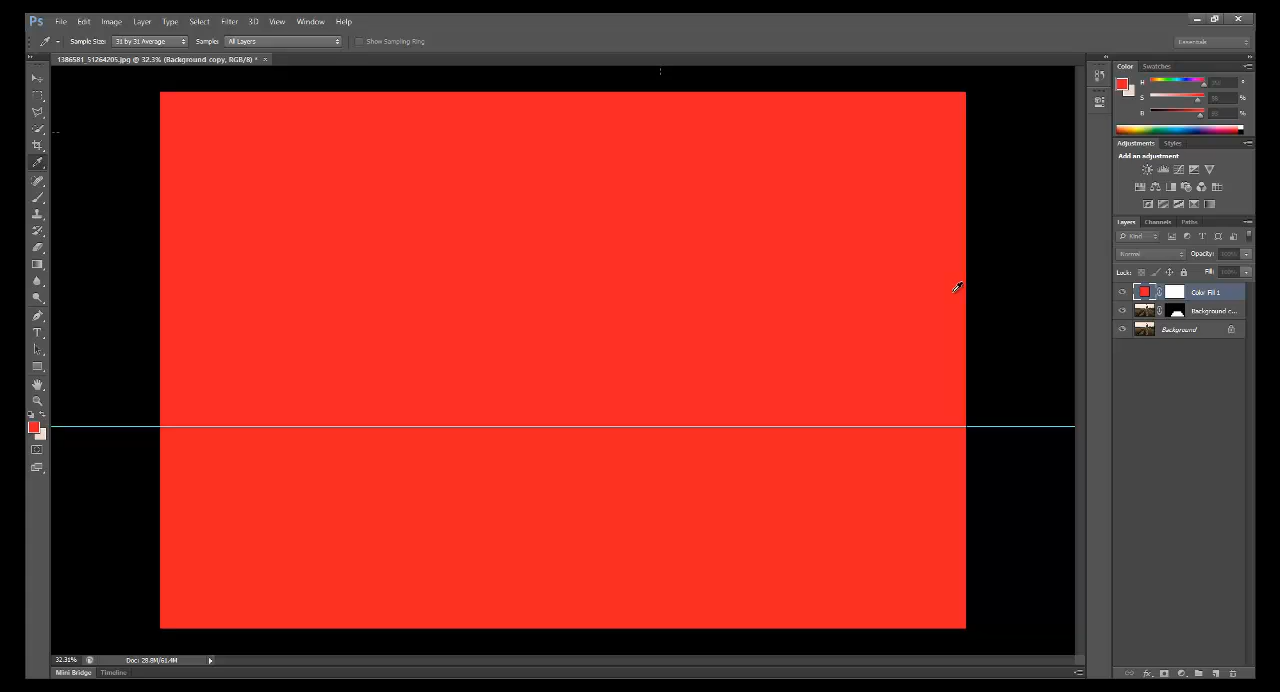 Ps File Edit Image Layer Type Select Filter 3D View Window Help
Sample Size: 31 by 31 Average Sample: All Layers Show Sampling Ring Essentials
1386581_51264205.jpg @ 32.3% (Background copy, RGB/8) * ×
Color Swatches
H °
S %
B %
Adjustments Styles
Add an adjustment
Layers Channels Paths
Kind
Normal Opacity: 100%
Lock: Fill: 100%
Color Fill 1
Background c...
Background
32.31% Doc: 28.8M/61.4M
Mini Bridge Timeline